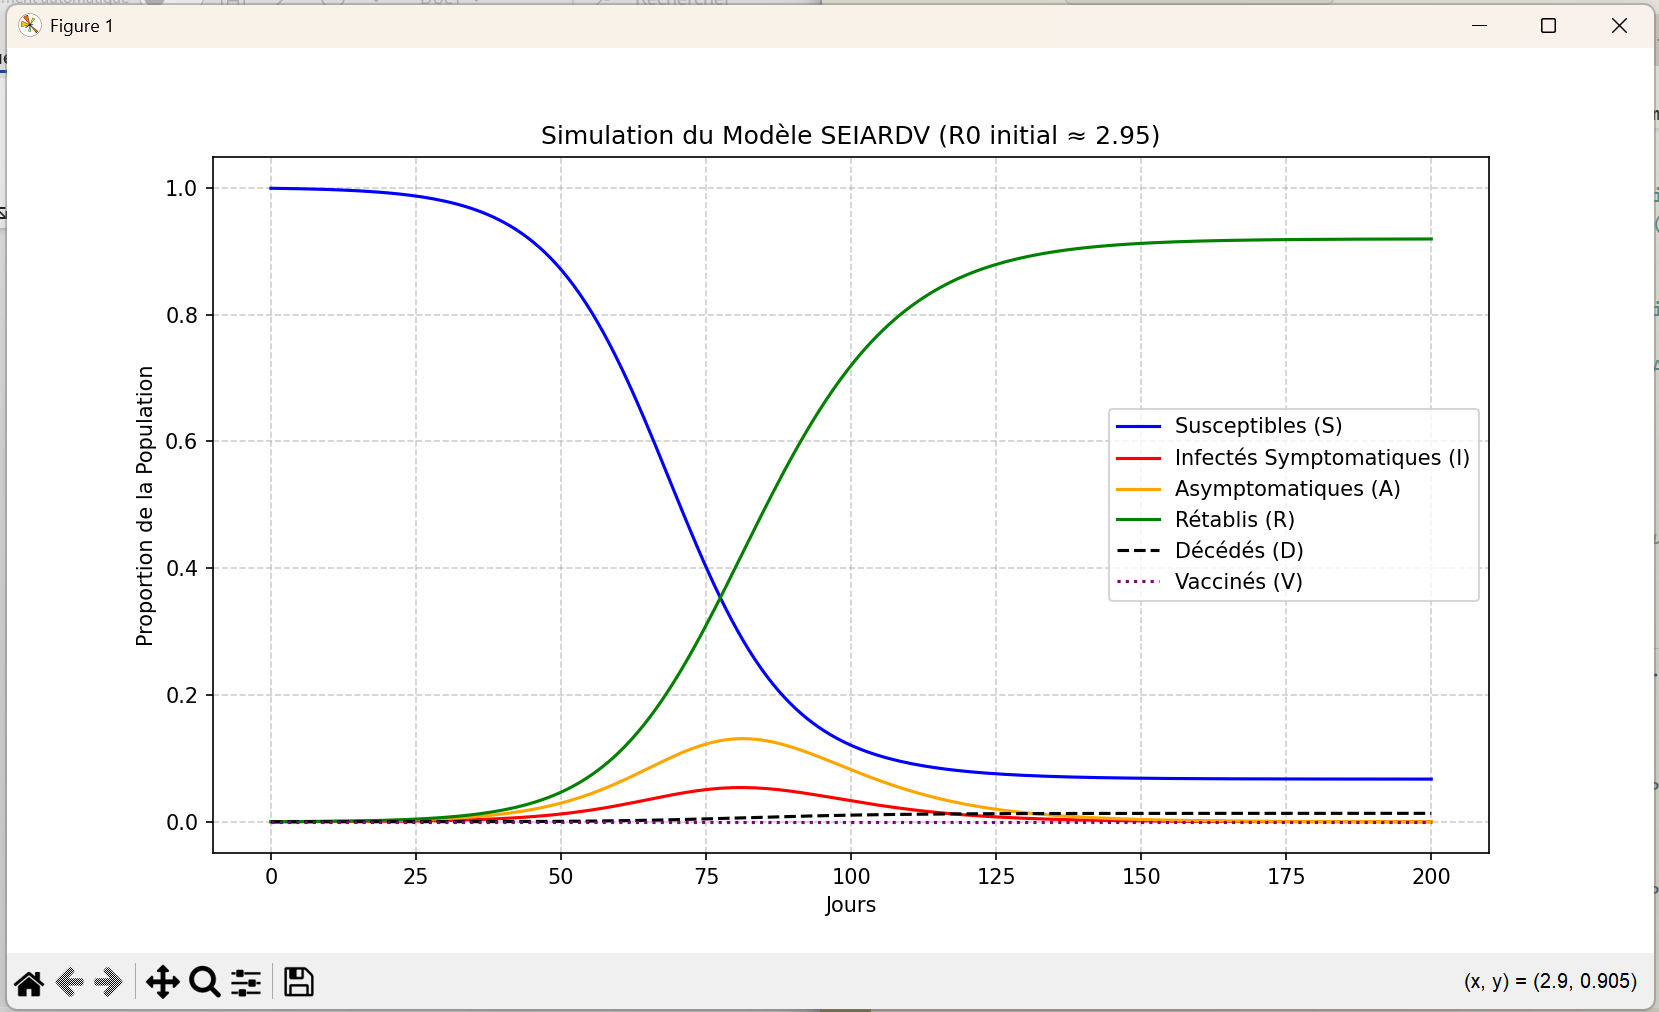 Figure 1
Simulation du Modèle SEIARDV (R0 initial ≈ 2.95)
Proportion de la Population
1.0
0.8
0.6
0.4
0.2
0.0
Susceptibles (S)
Infectés Symptomatiques (I)
Asymptomatiques (A)
Rétablis (R)
Décédés (D)
Vaccinés (V)
0 25 50 75 100 125 150 175 200
Jours
(x, y) = (2.9, 0.905)